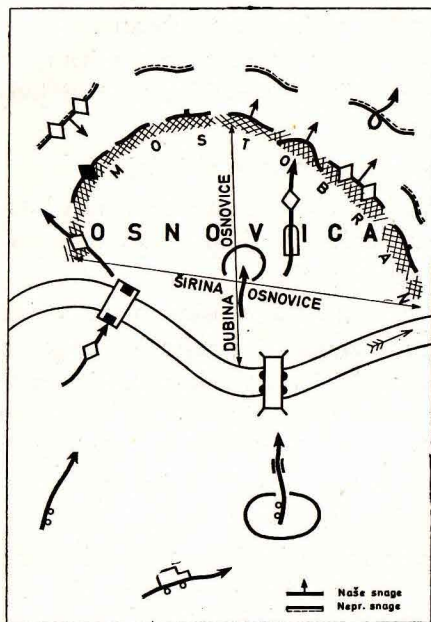 MOSTOBRAN
OSNOVICA
DUBINA OSNOVICE
ŠIRINA OSNOVICE
Naše snage
Nepr. snage